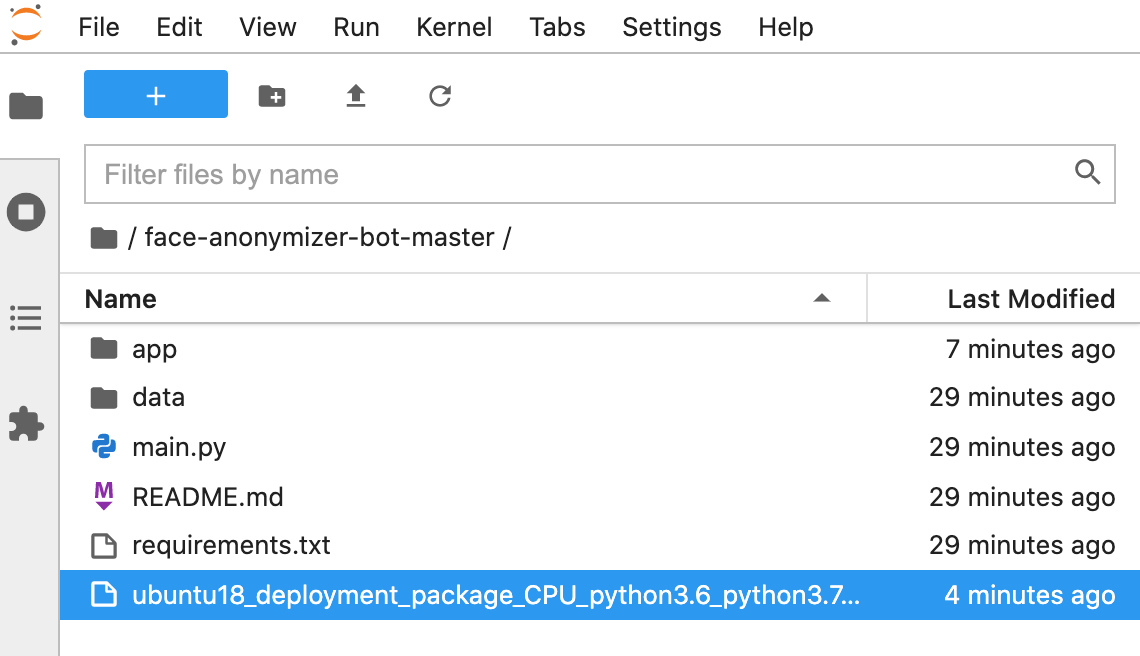 File Edit View Run Kernel Tabs Settings Help
+
Filter files by name
/ face-anonymizer-bot-master /
Name Last Modified
app 7 minutes ago
data 29 minutes ago
main.py 29 minutes ago
M README.md 29 minutes ago
requirements.txt 29 minutes ago
ubuntu18_deployment_package_CPU_python3.6_python3.7... 4 minutes ago